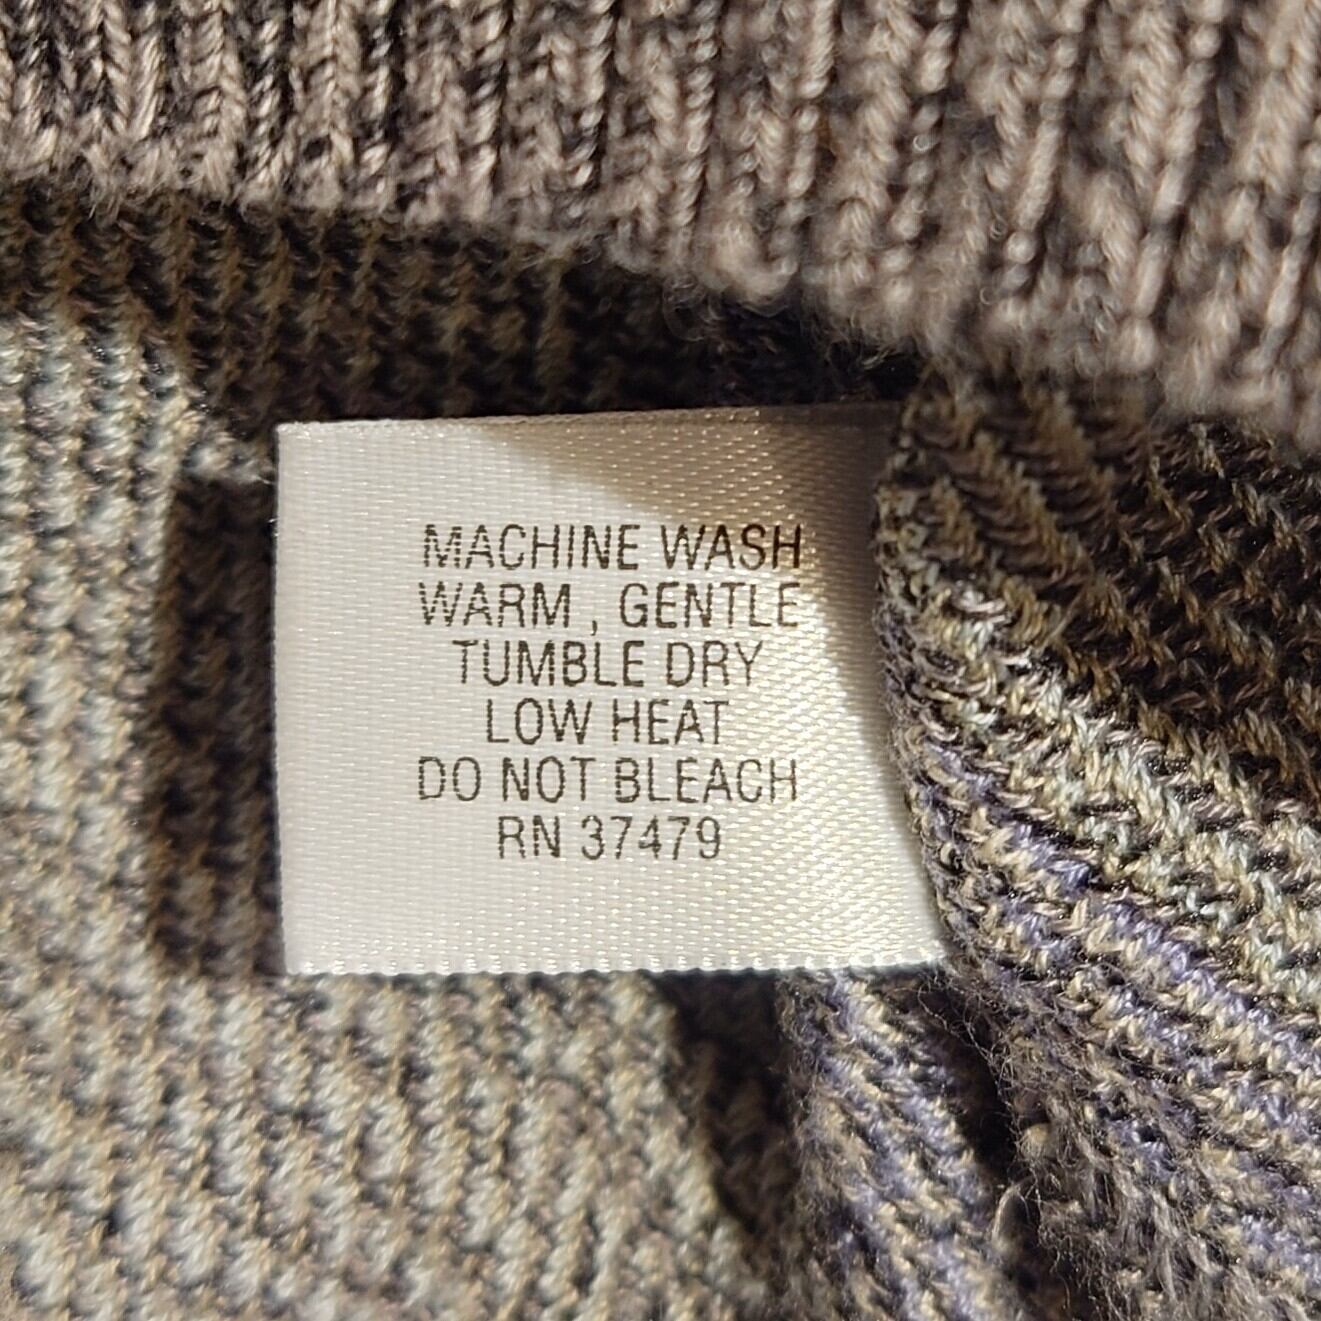 MACHINE WASH
WARM , GENTLE
TUMBLE DRY
LOW HEAT
DO NOT BLEACH
RN 37479